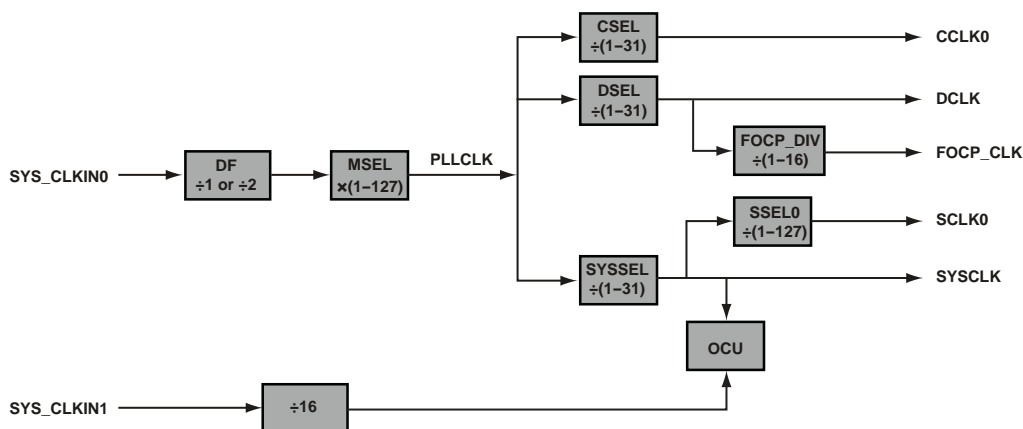 CSEL
÷(1–31)
CCLK0
DSEL
÷(1–31)
DCLK
FOCP_DIV
÷(1–16)
FOCP_CLK
SYS_CLKIN0
DF
÷1 or ÷2
MSEL
×(1–127)
PLLCLK
SSEL0
÷(1–127)
SCLK0
SYSSEL
÷(1–31)
SYSCLK
OCU
SYS_CLKIN1
÷16